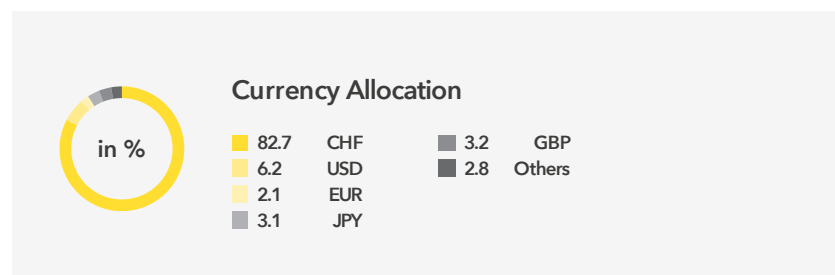 Currency Allocation
in %
82.7 CHF
6.2 USD
2.1 EUR
3.1 JPY
3.2 GBP
2.8 Others